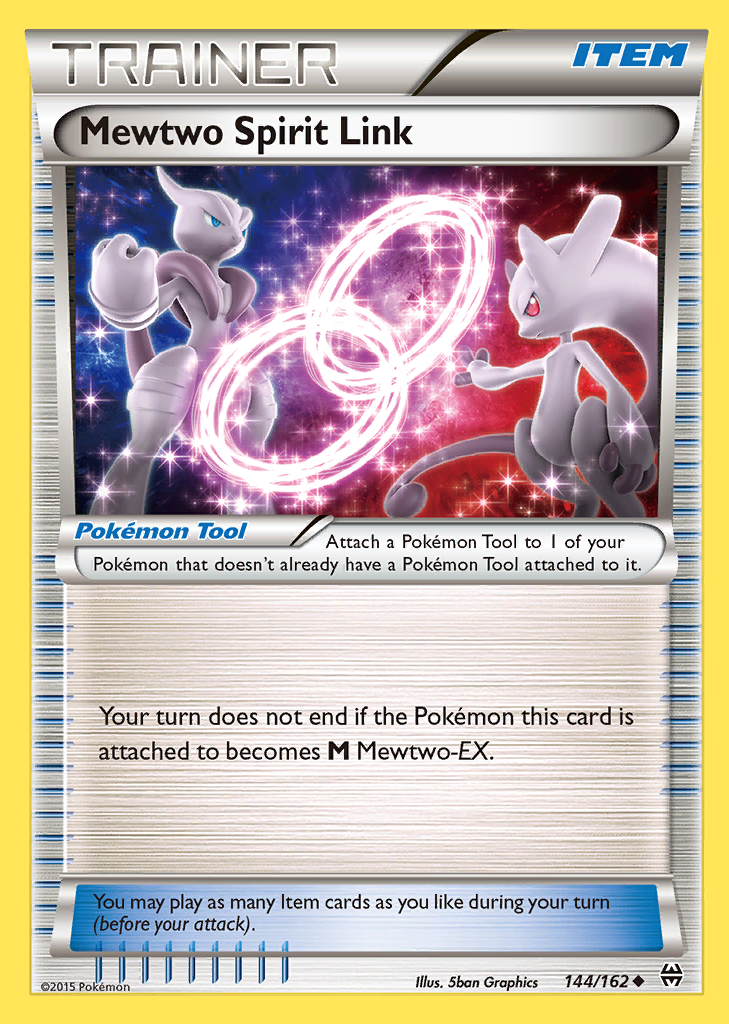 TRAINER
ITEM
Mewtwo Spirit Link
Pokémon Tool
Attach a Pokémon Tool to 1 of your
Pokémon that doesn't already have a Pokémon Tool attached to it.
Your turn does not end if the Pokémon this card is
attached to becomes M Mewtwo-EX.
You may play as many Item cards as you like during your turn
(before your attack).
©2015 Pokémon
Illus. 5ban Graphics
144/162